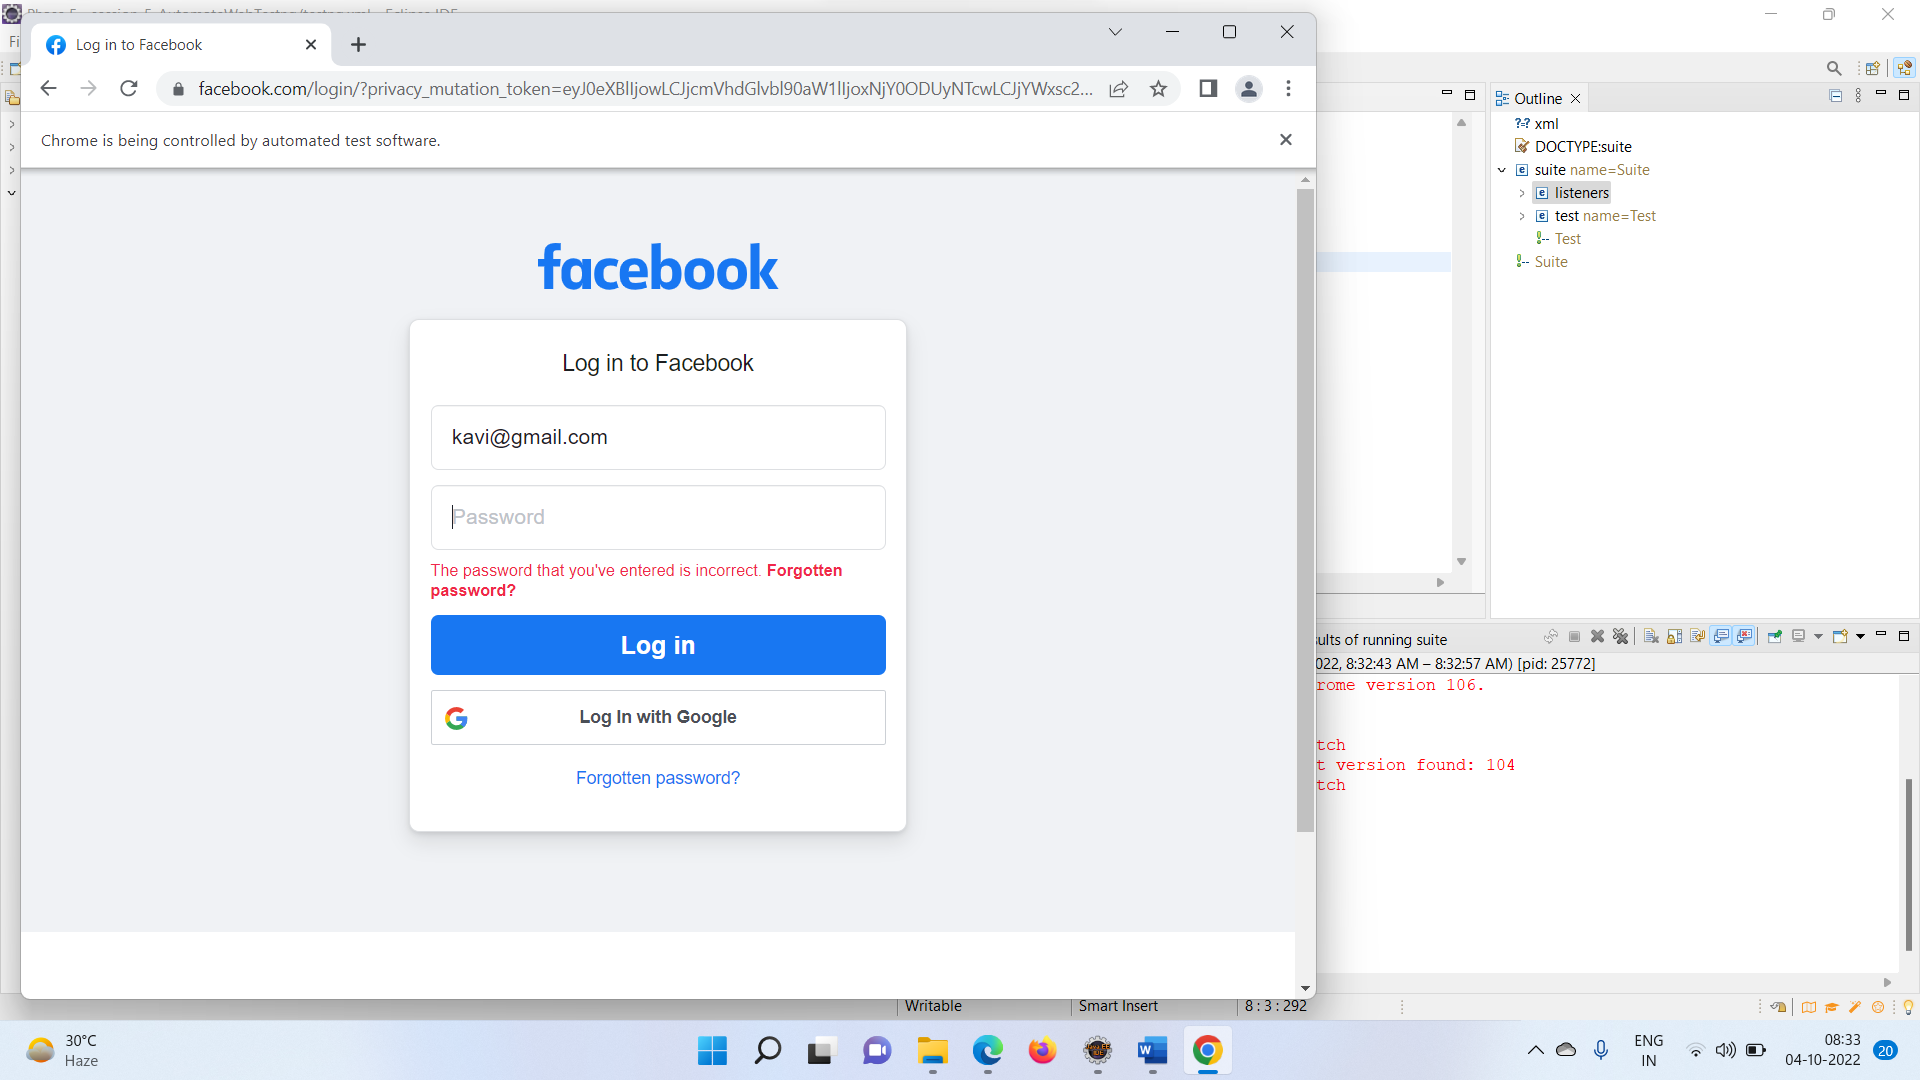 Log in to Facebook
facebook.com/login/?privacy_mutation_token=eyJ0eXBlIjowLCJjcmVhdGlvbl90aW1lIjoxNjY0ODUyNTcwLCJjYWxsc2...
Chrome is being controlled by automated test software.
facebook
Log in to Facebook
kavi@gmail.com
Password
The password that you've entered is incorrect. Forgotten
password?
Log in
Log In with Google
Forgotten password?
Fi
Outline
xml
DOCTYPE:suite
suite name=Suite
listeners
test name=Test
Test
Suite
sults of running suite
022, 8:32:43 AM – 8:32:57 AM) [pid: 25772]
rome version 106.
tch
t version found: 104
tch
Writable
Smart Insert
8 : 3 : 292
30°C
Haze
ENG
IN
08:33
04-10-2022
20